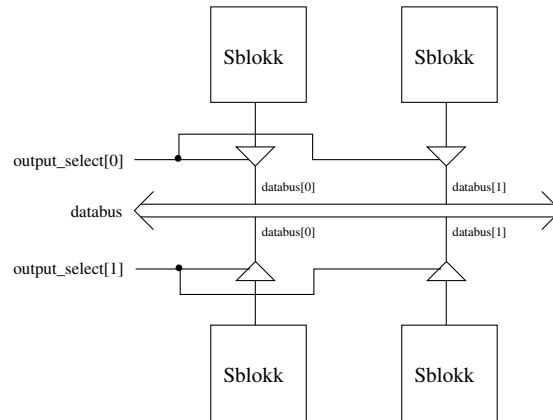 Sblokk Sblokk
output_select[0]
databus[0] databus[1]
databus
databus[0] databus[1]
output_select[1]
Sblokk Sblokk